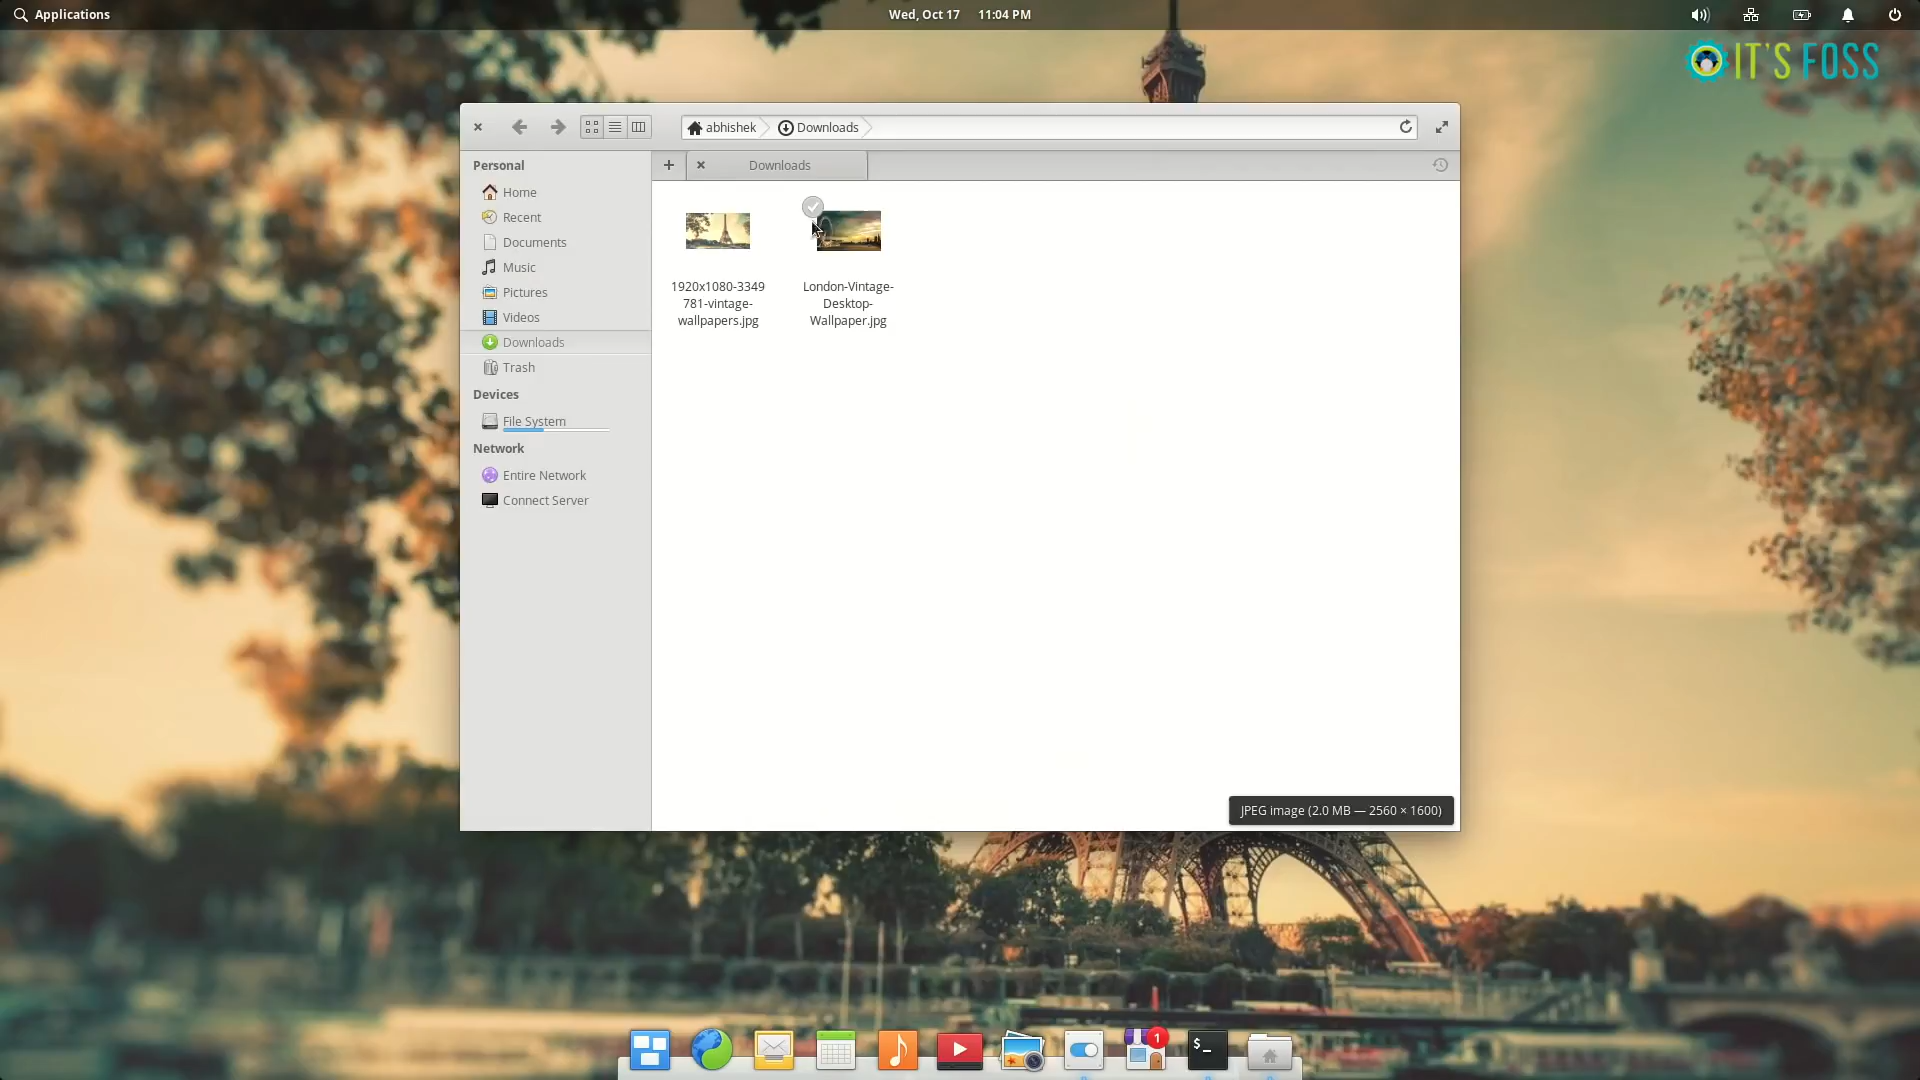 Applications
Wed, Oct 17 11:04 PM
IT'S FOSS
abhishek
Downloads
Personal
Downloads
Home
Recent
Documents
Music
Pictures
Videos
Downloads
Trash
Devices
File System
Network
Entire Network
Connect Server
1920x1080-3349
781-vintage-
wallpapers.jpg
London-Vintage-
Desktop-
Wallpaper.jpg
JPEG image (2.0 MB — 2560 × 1600)
1
$_